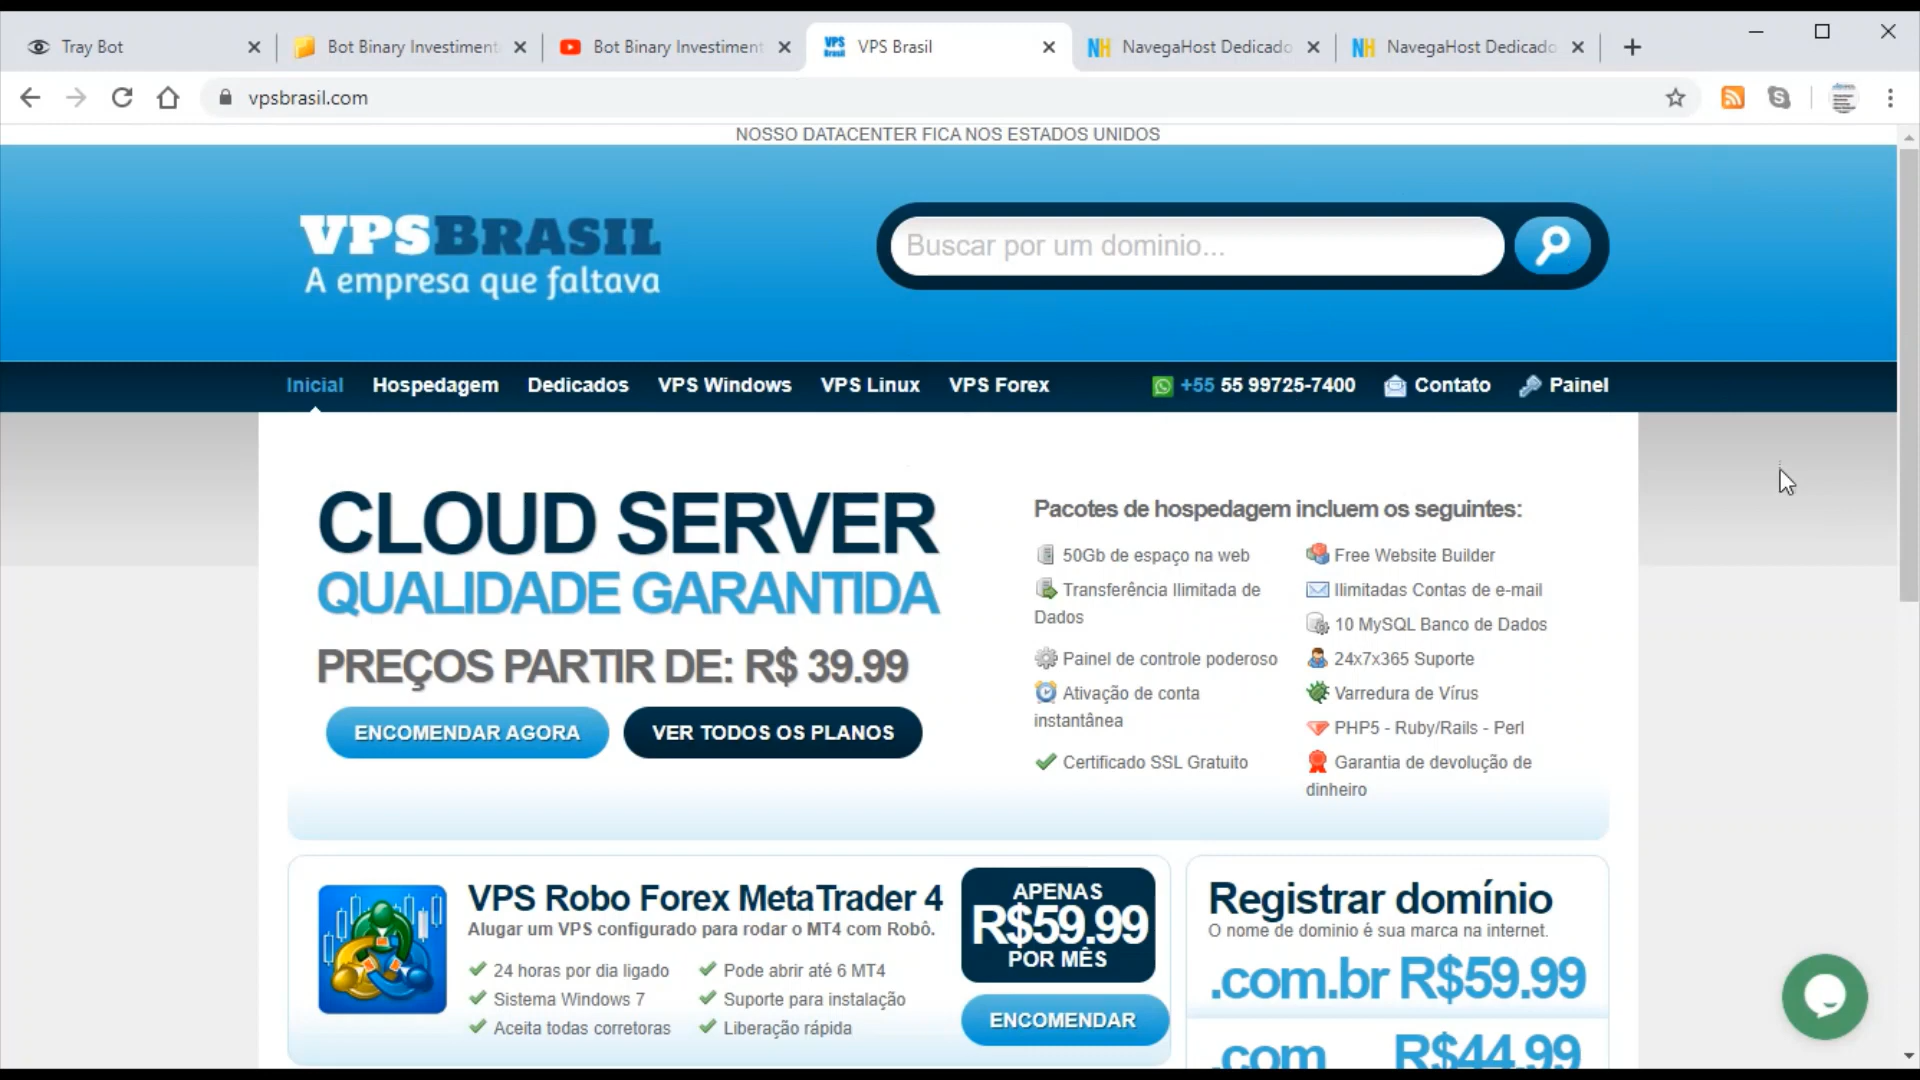 Tray Bot
Bot Binary Investiment
Bot Binary Investiment
VPS Brasil
VPS Brasil
NavegaHost Dedicado
NavegaHost Dedicado
vpsbrasil.com
NOSSO DATACENTER FICA NOS ESTADOS UNIDOS
VPSBRASIL
A empresa que faltava
Buscar por um dominio...
Inicial
Hospedagem
Dedicados
VPS Windows
VPS Linux
VPS Forex
+55 55 99725-7400
Contato
Painel
CLOUD SERVER
QUALIDADE GARANTIDA
PREÇOS PARTIR DE: R$ 39.99
ENCOMENDAR AGORA
VER TODOS OS PLANOS
Pacotes de hospedagem incluem os seguintes:
50Gb de espaço na web
Transferência Ilimitada de
Dados
Painel de controle poderoso
Ativação de conta
instantânea
Certificado SSL Gratuito
Free Website Builder
Ilimitadas Contas de e-mail
10 MySQL Banco de Dados
24x7x365 Suporte
Varredura de Vírus
PHP5 - Ruby/Rails - Perl
Garantia de devolução de
dinheiro
VPS Robo Forex MetaTrader 4
Alugar um VPS configurado para rodar o MT4 com Robô.
24 horas por dia ligado
Sistema Windows 7
Aceita todas corretoras
Pode abrir até 6 MT4
Suporte para instalação
Liberação rápida
APENAS
R$59.99
POR MÊS
ENCOMENDAR
Registrar domínio
O nome de dominio é sua marca na internet.
.com.br R$59.99
.com R$44.99